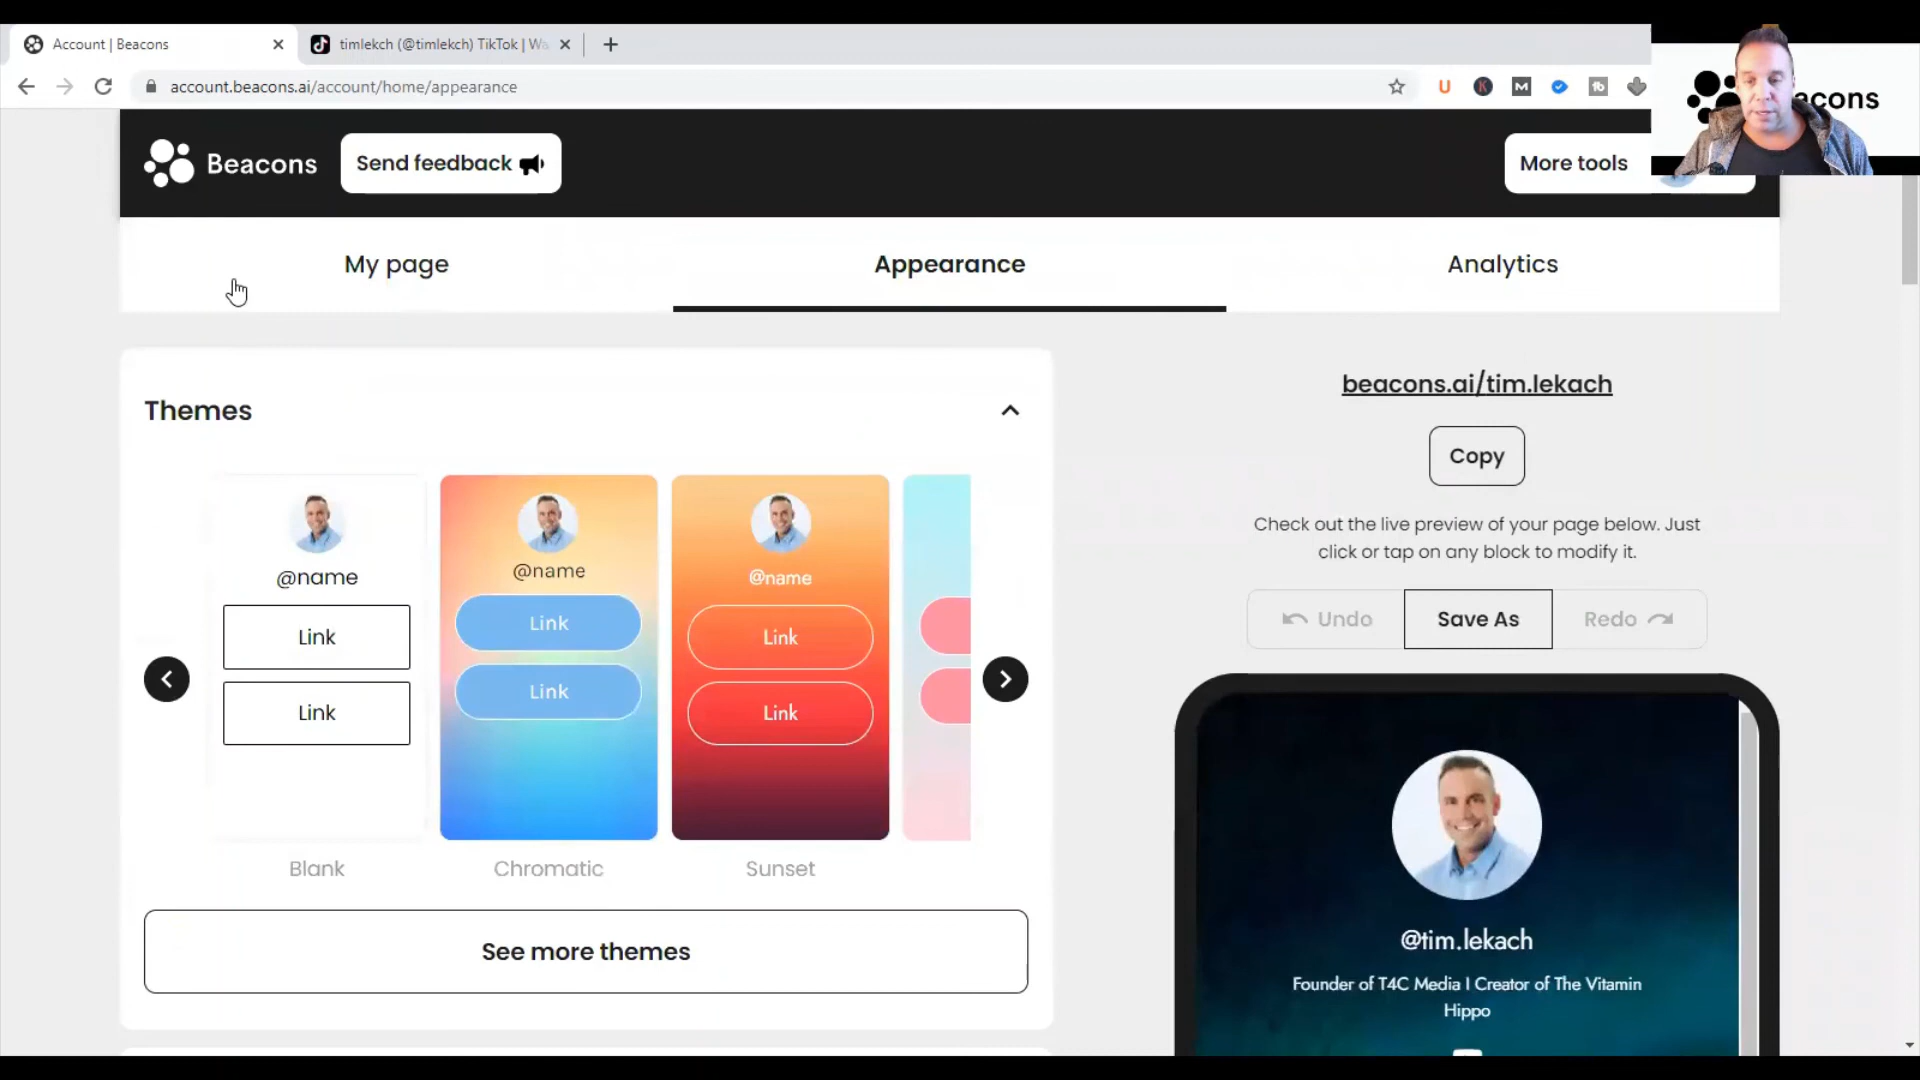 Account | Beacons
timlekch (@timlekch) TikTok | Wa
account.beacons.ai/account/home/appearance
Beacons
Send feedback
More tools
My page
Appearance
Analytics
Themes
@name
Link
Link
Blank
@name
Link
Link
Chromatic
@name
Link
Link
Sunset
See more themes
beacons.ai/tim.lekach
Copy
Check out the live preview of your page below. Just
click or tap on any block to modify it.
Undo
Save As
Redo
@tim.lekach
Founder of T4C Media I Creator of The Vitamin
Hippo